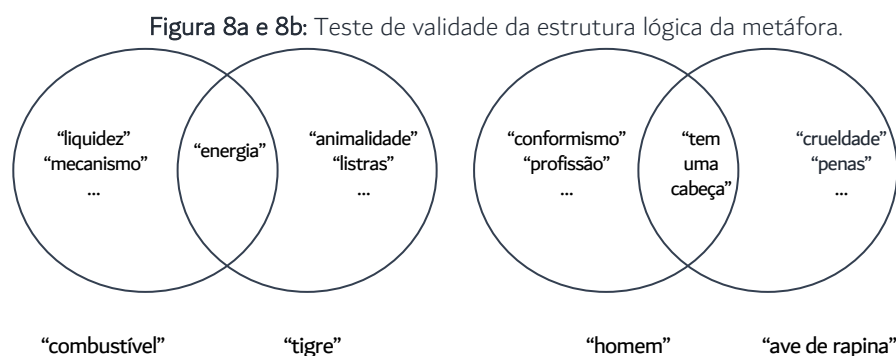 Figura 8a e 8b: Teste de validade da estrutura lógica da metáfora.
“liquidez”
“mecanismo”
...
“energia”
“animalidade”
“listras”
...
“conformismo”
“profissão”
...
“tem
uma
cabeça”
“crueldade”
“penas”
...
“combustível”
“tigre”
“homem”
“ave de rapina”